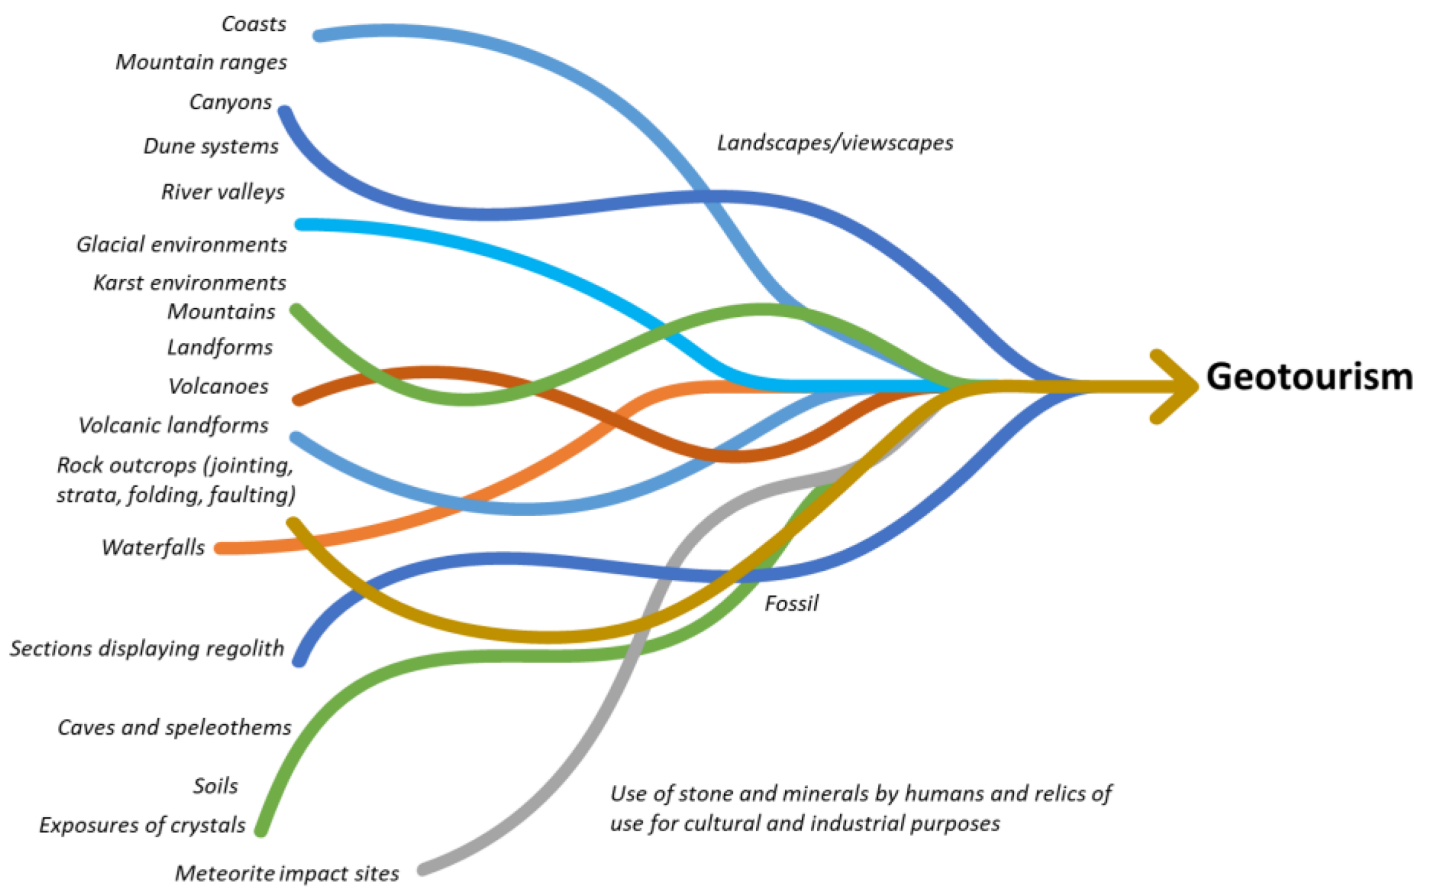 Coasts
Mountain ranges
Canyons
Dune systems
Landscapes/viewscapes
River valleys
Glacial environments
Karst environments
Mountains
Landforms
Volcanoes
Geotourism
Volcanic landforms
Rock outcrops (jointing,
strata, folding, faulting)
Waterfalls
Fossil
Sections displaying regolith
Caves and speleothems
Soils
Exposures of crystals
Use of stone and minerals by humans and relics of
use for cultural and industrial purposes
Meteorite impact sites